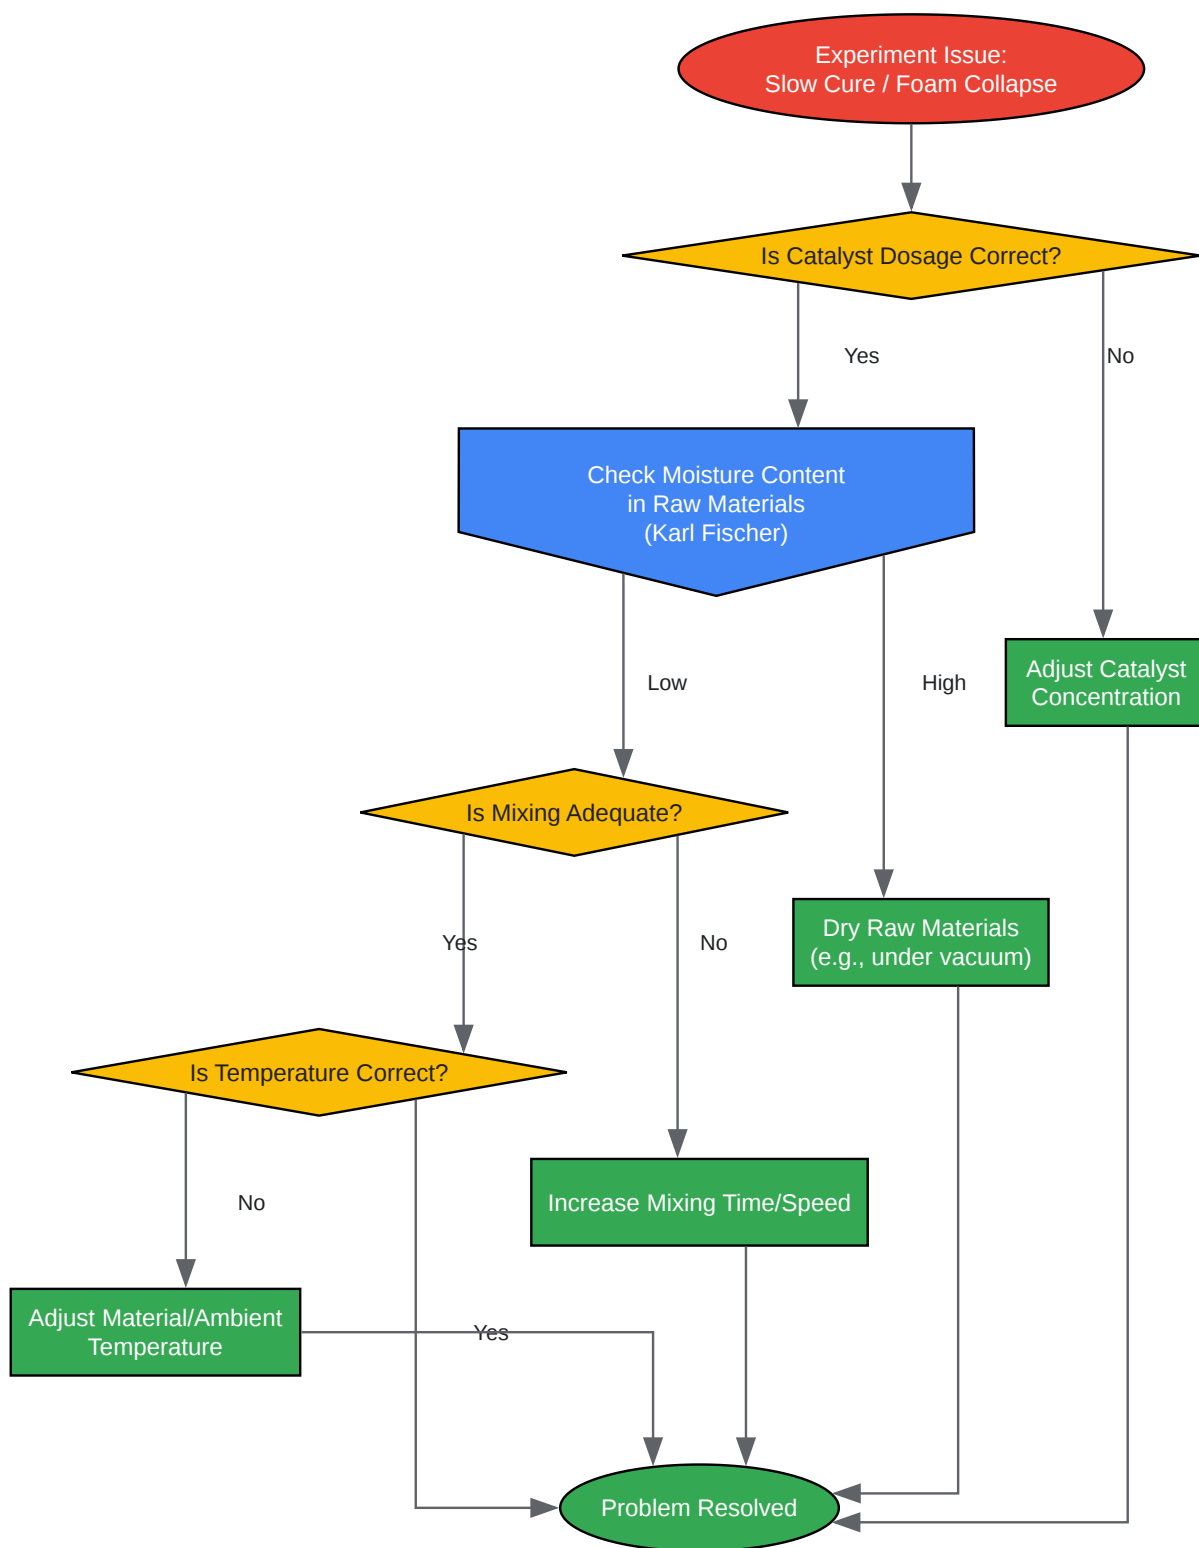 Experiment Issue:
Slow Cure / Foam Collapse
Is Catalyst Dosage Correct?
Yes
No
Check Moisture Content
in Raw Materials
(Karl Fischer)
Low
High
Adjust Catalyst
Concentration
Is Mixing Adequate?
Yes
No
Dry Raw Materials
(e.g., under vacuum)
Is Temperature Correct?
No
Increase Mixing Time/Speed
Adjust Material/Ambient
Temperature
Yes
Problem Resolved